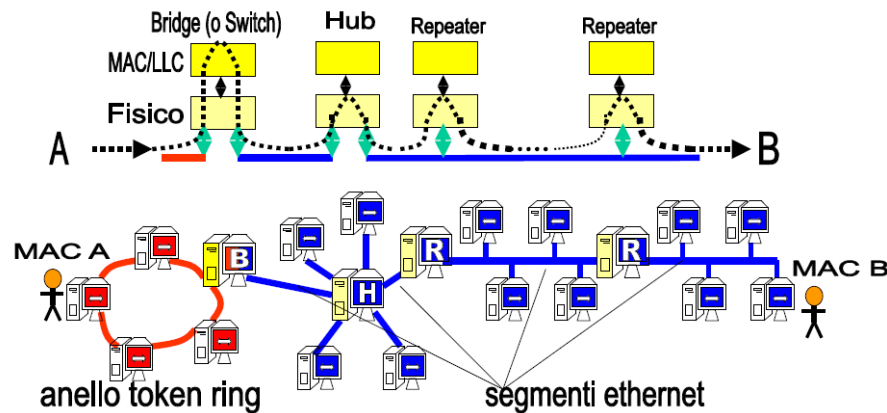 Bridge (o Switch)
Hub
Repeater
Repeater
MAC/LLC
Fisico
A
B
MAC A
B
H
R
R
MAC B
anello token ring
segmenti ethernet